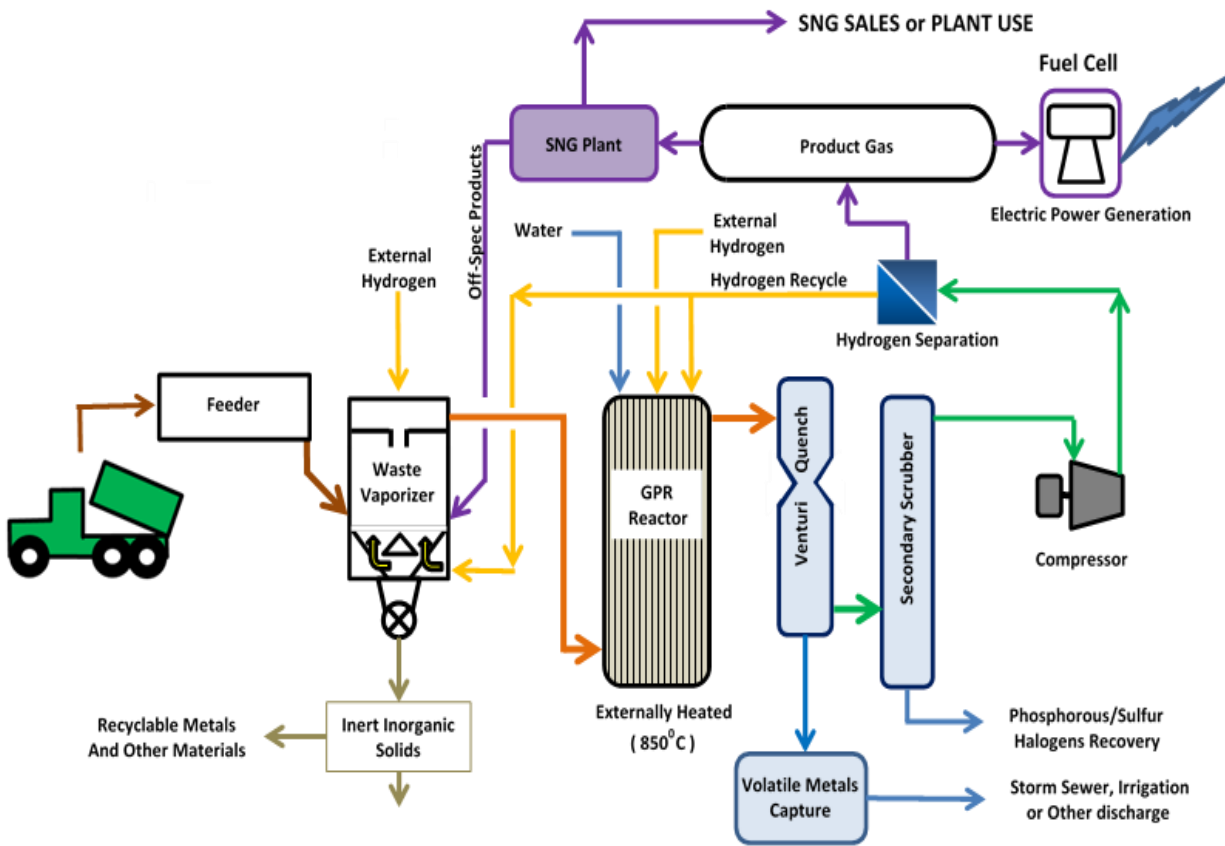 SNG SALES or PLANT USE
Fuel Cell
SNG Plant
Product Gas
Electric Power Generation
Off-Spec Products
Water
External
Hydrogen
External
Hydrogen
Hydrogen Recycle
Hydrogen Separation
Feeder
Waste
Vaporizer
GPR
Reactor
Venturi Quench
Secondary Scrubber
Compressor
Externally Heated
( 850⁰C )
Recyclable Metals
And Other Materials
Inert Inorganic
Solids
Phosphorous/Sulfur
Halogens Recovery
Volatile Metals
Capture
Storm Sewer, Irrigation
or Other discharge